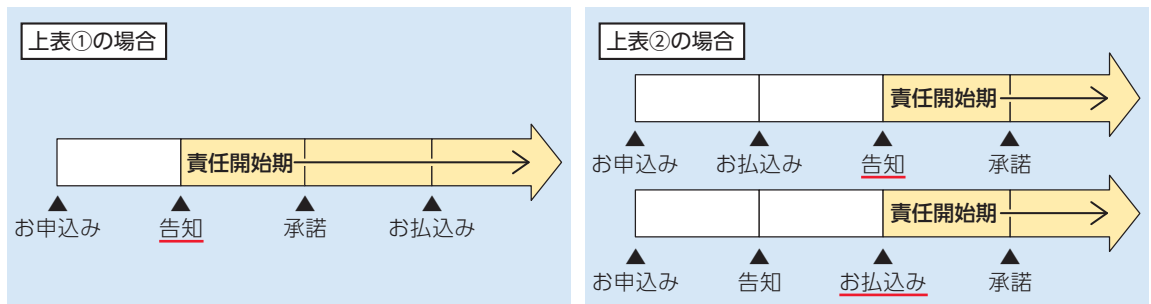 上表①の場合
責任開始期
お申込み 告知 承諾 お払込み
上表②の場合
責任開始期
お申込み お払込み 告知 承諾
責任開始期
お申込み 告知 お払込み 承諾